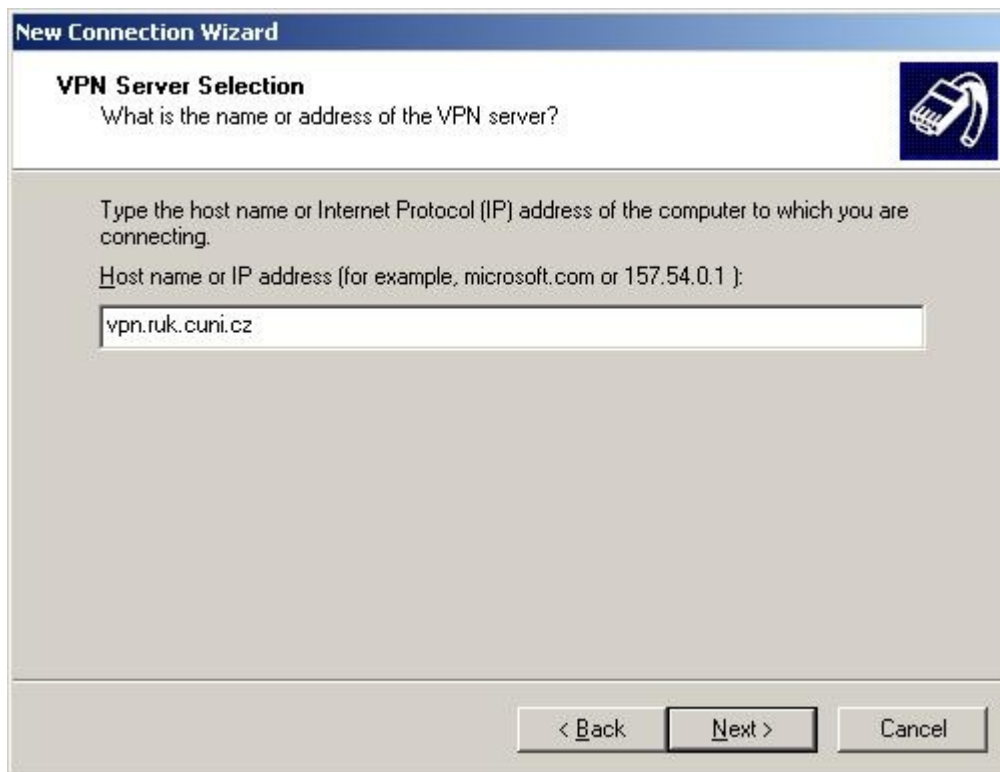 New Connection Wizard
VPN Server Selection
What is the name or address of the VPN server?
Type the host name or Internet Protocol (IP) address of the computer to which you are
connecting.
Host name or IP address (for example, microsoft.com or 157.54.0.1 ):
vpn.ruk.cuni.cz
< Back
Next >
Cancel